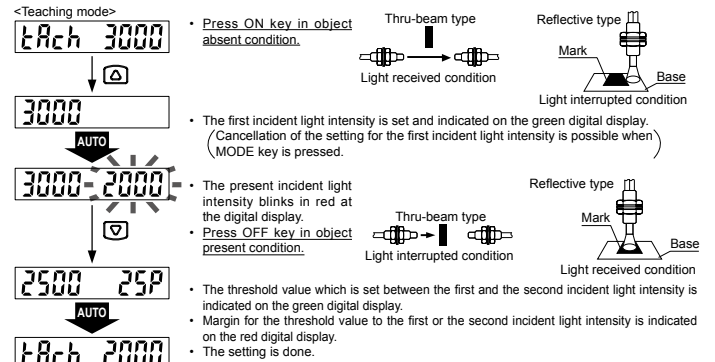 <Teaching mode>
tAch 3000
• Press ON key in object absent condition.
Thru-beam type
Light received condition
Reflective type
Mark
Base
Light interrupted condition
3000
• The first incident light intensity is set and indicated on the green digital display.
(Cancellation of the setting for the first incident light intensity is possible when
MODE key is pressed.)
AUTO
3000 - 2000
• The present incident light
intensity blinks in red at
the digital display.
• Press OFF key in object
present condition.
Thru-beam type
Light interrupted condition
Reflective type
Mark
Base
Light received condition
2500 25P
• The threshold value which is set between the first and the second incident light intensity is
indicated on the green digital display.
• Margin for the threshold value to the first or the second incident light intensity is indicated
on the red digital display.
• The setting is done.
AUTO
tAch 2000